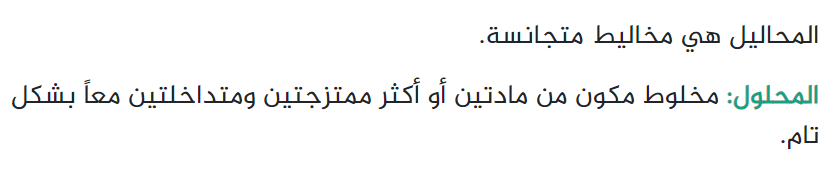 المحاليل هي مخاليط متجانسة.
المحلول: مخلوط مكون من مادتين أو أكثر ممتزجتين ومتداخلتين معاً بشكل
تام.